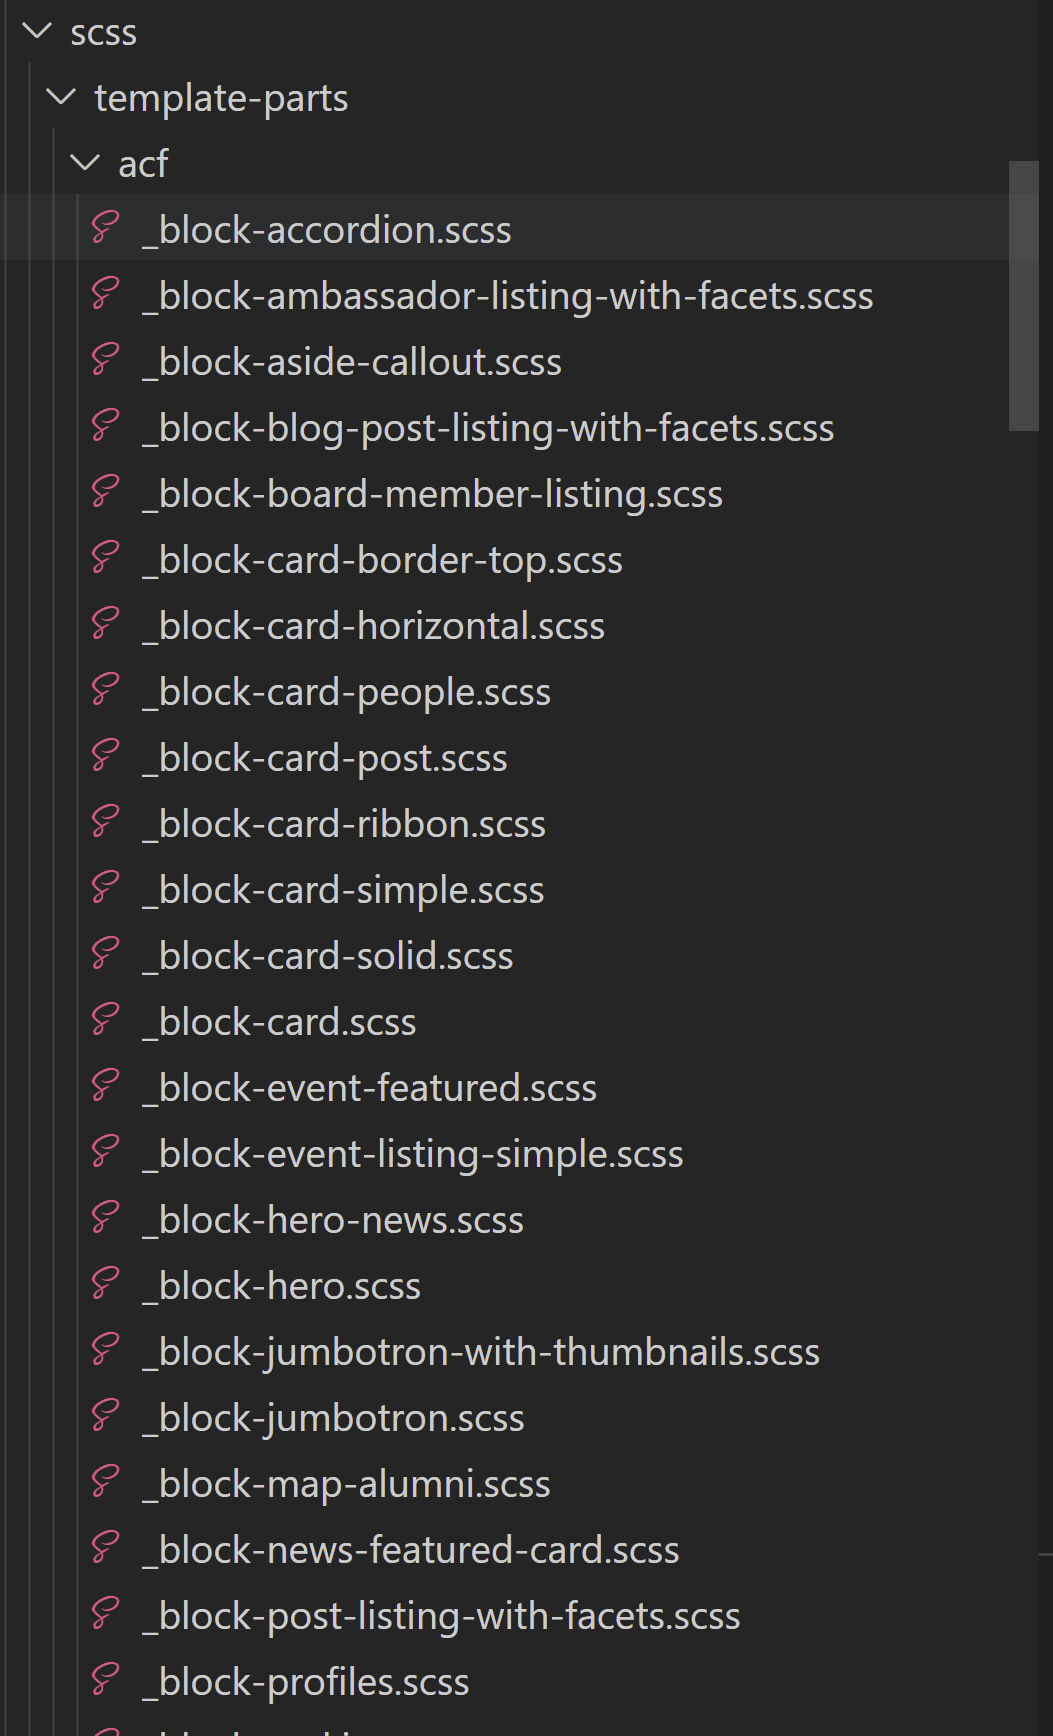 scss
template-parts
acf
_block-accordion.scss
_block-ambassador-listing-with-facets.scss
_block-aside-callout.scss
_block-blog-post-listing-with-facets.scss
_block-board-member-listing.scss
_block-card-border-top.scss
_block-card-horizontal.scss
_block-card-people.scss
_block-card-post.scss
_block-card-ribbon.scss
_block-card-simple.scss
_block-card-solid.scss
_block-card.scss
_block-event-featured.scss
_block-event-listing-simple.scss
_block-hero-news.scss
_block-hero.scss
_block-jumbotron-with-thumbnails.scss
_block-jumbotron.scss
_block-map-alumni.scss
_block-news-featured-card.scss
_block-post-listing-with-facets.scss
_block-profiles.scss